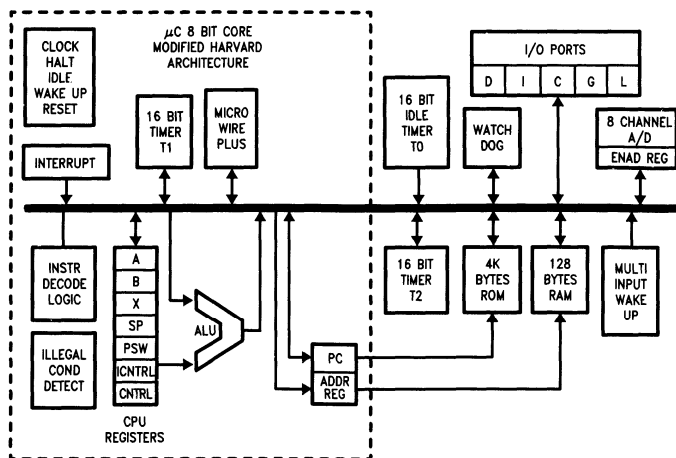 CLOCK
HALT
IDLE
WAKE UP
RESET
μC 8 BIT CORE
MODIFIED HARVARD
ARCHITECTURE
INTERRUPT
16 BIT
TIMER
T1
MICRO
WIRE
PLUS
16 BIT
IDLE
TIMER
T0
WATCH
DOG
I/O PORTS
D I C G L
8 CHANNEL
A/D
ENAD REG
INSTR
DECODE
LOGIC
ILLEGAL
COND
DETECT
A
B
X
SP
PSW
ICNTRL
CNTRL
CPU
REGISTERS
ALU
PC
ADDR
REG
16 BIT
TIMER
T2
4K
BYTES
ROM
128
BYTES
RAM
MULTI
INPUT
WAKE
UP